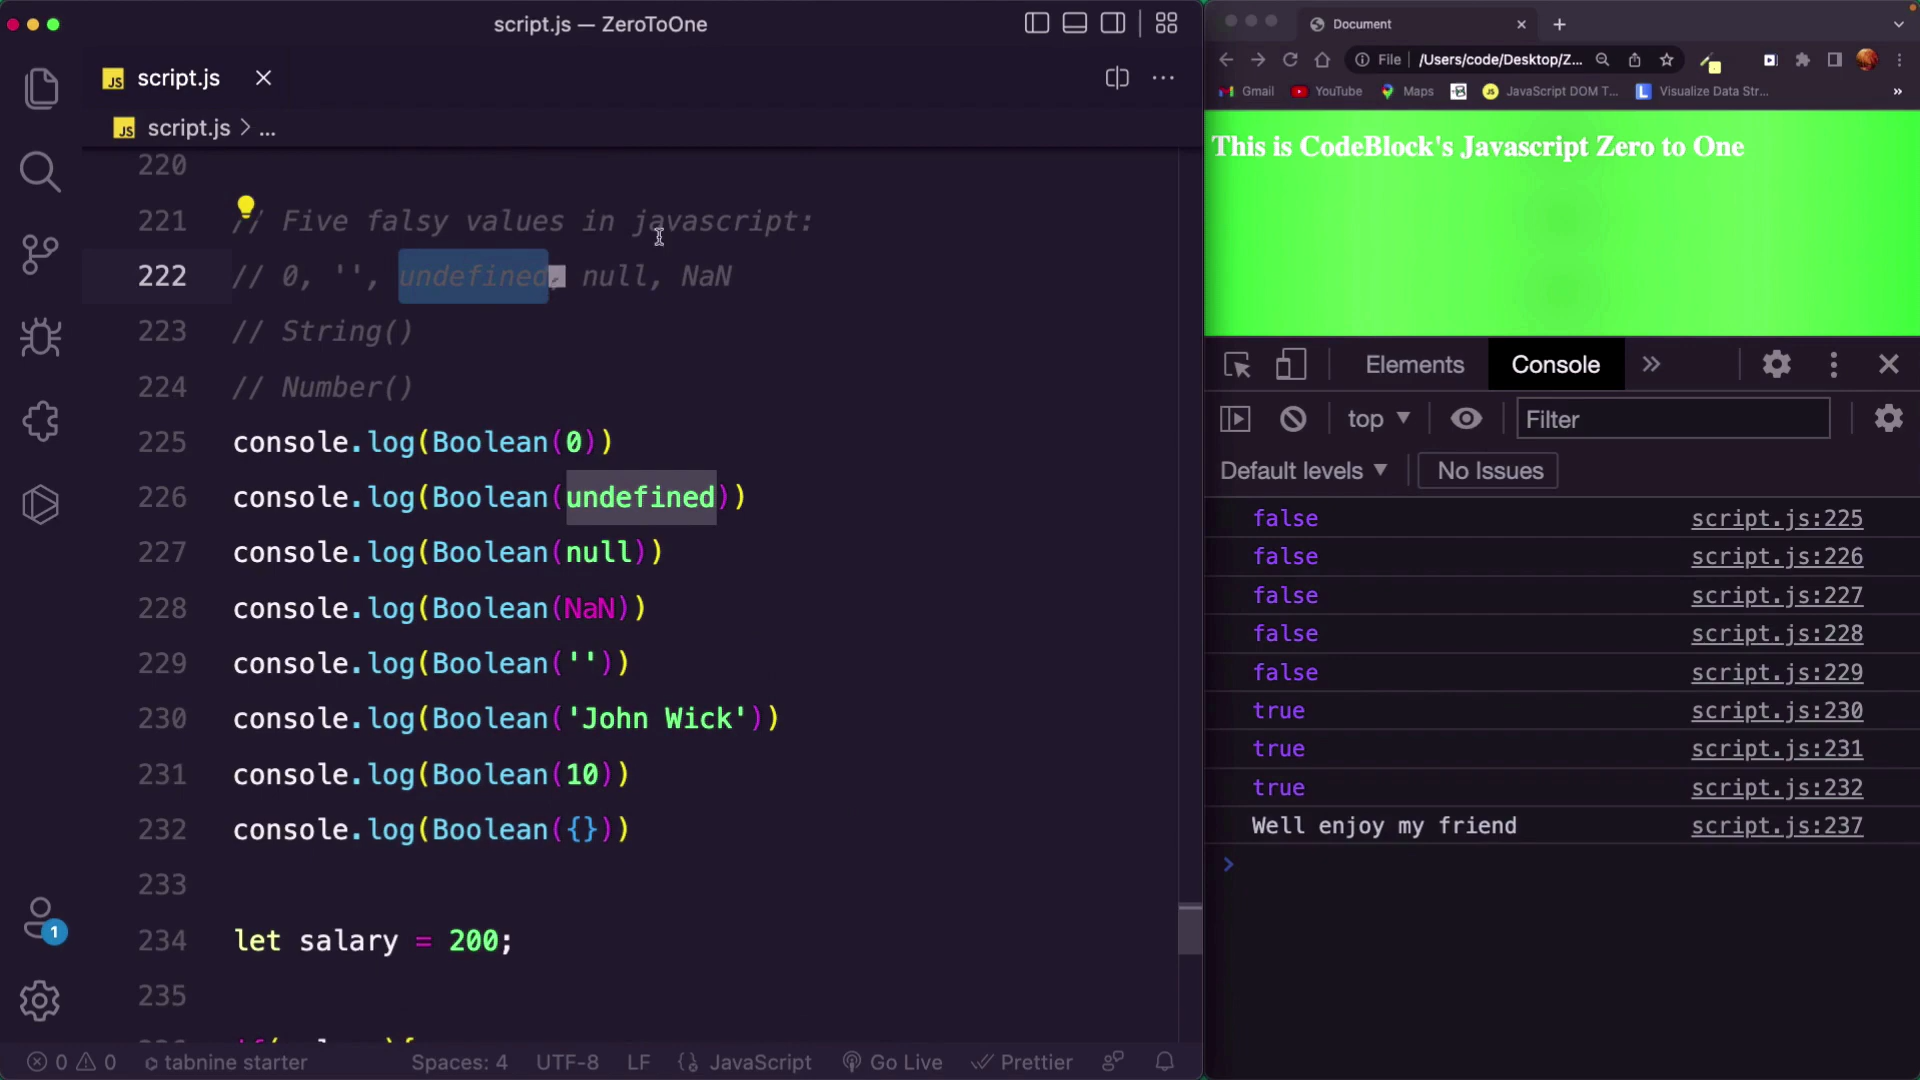 script.js — ZeroToOne
script.js
script.js > ...
220
221 // Five falsy values in javascript:
222 // 0, '', undefined, null, NaN
223 // String()
224 // Number()
225 console.log(Boolean(0))
226 console.log(Boolean(undefined))
227 console.log(Boolean(null))
228 console.log(Boolean(NaN))
229 console.log(Boolean(''))
230 console.log(Boolean('John Wick'))
231 console.log(Boolean(10))
232 console.log(Boolean({}))
233
234 let salary = 200;
235
1
0 0 tabnine starter Spaces: 4 UTF-8 LF {} JavaScript Go Live Prettier
Document
File /Users/code/Desktop/Z...
Gmail YouTube Maps JavaScript DOM T... Visualize Data Str... »
This is CodeBlock's Javascript Zero to One
Elements Console »
top Filter
Default levels No Issues
false script.js:225
false script.js:226
false script.js:227
false script.js:228
false script.js:229
true script.js:230
true script.js:231
true script.js:232
Well enjoy my friend script.js:237
>